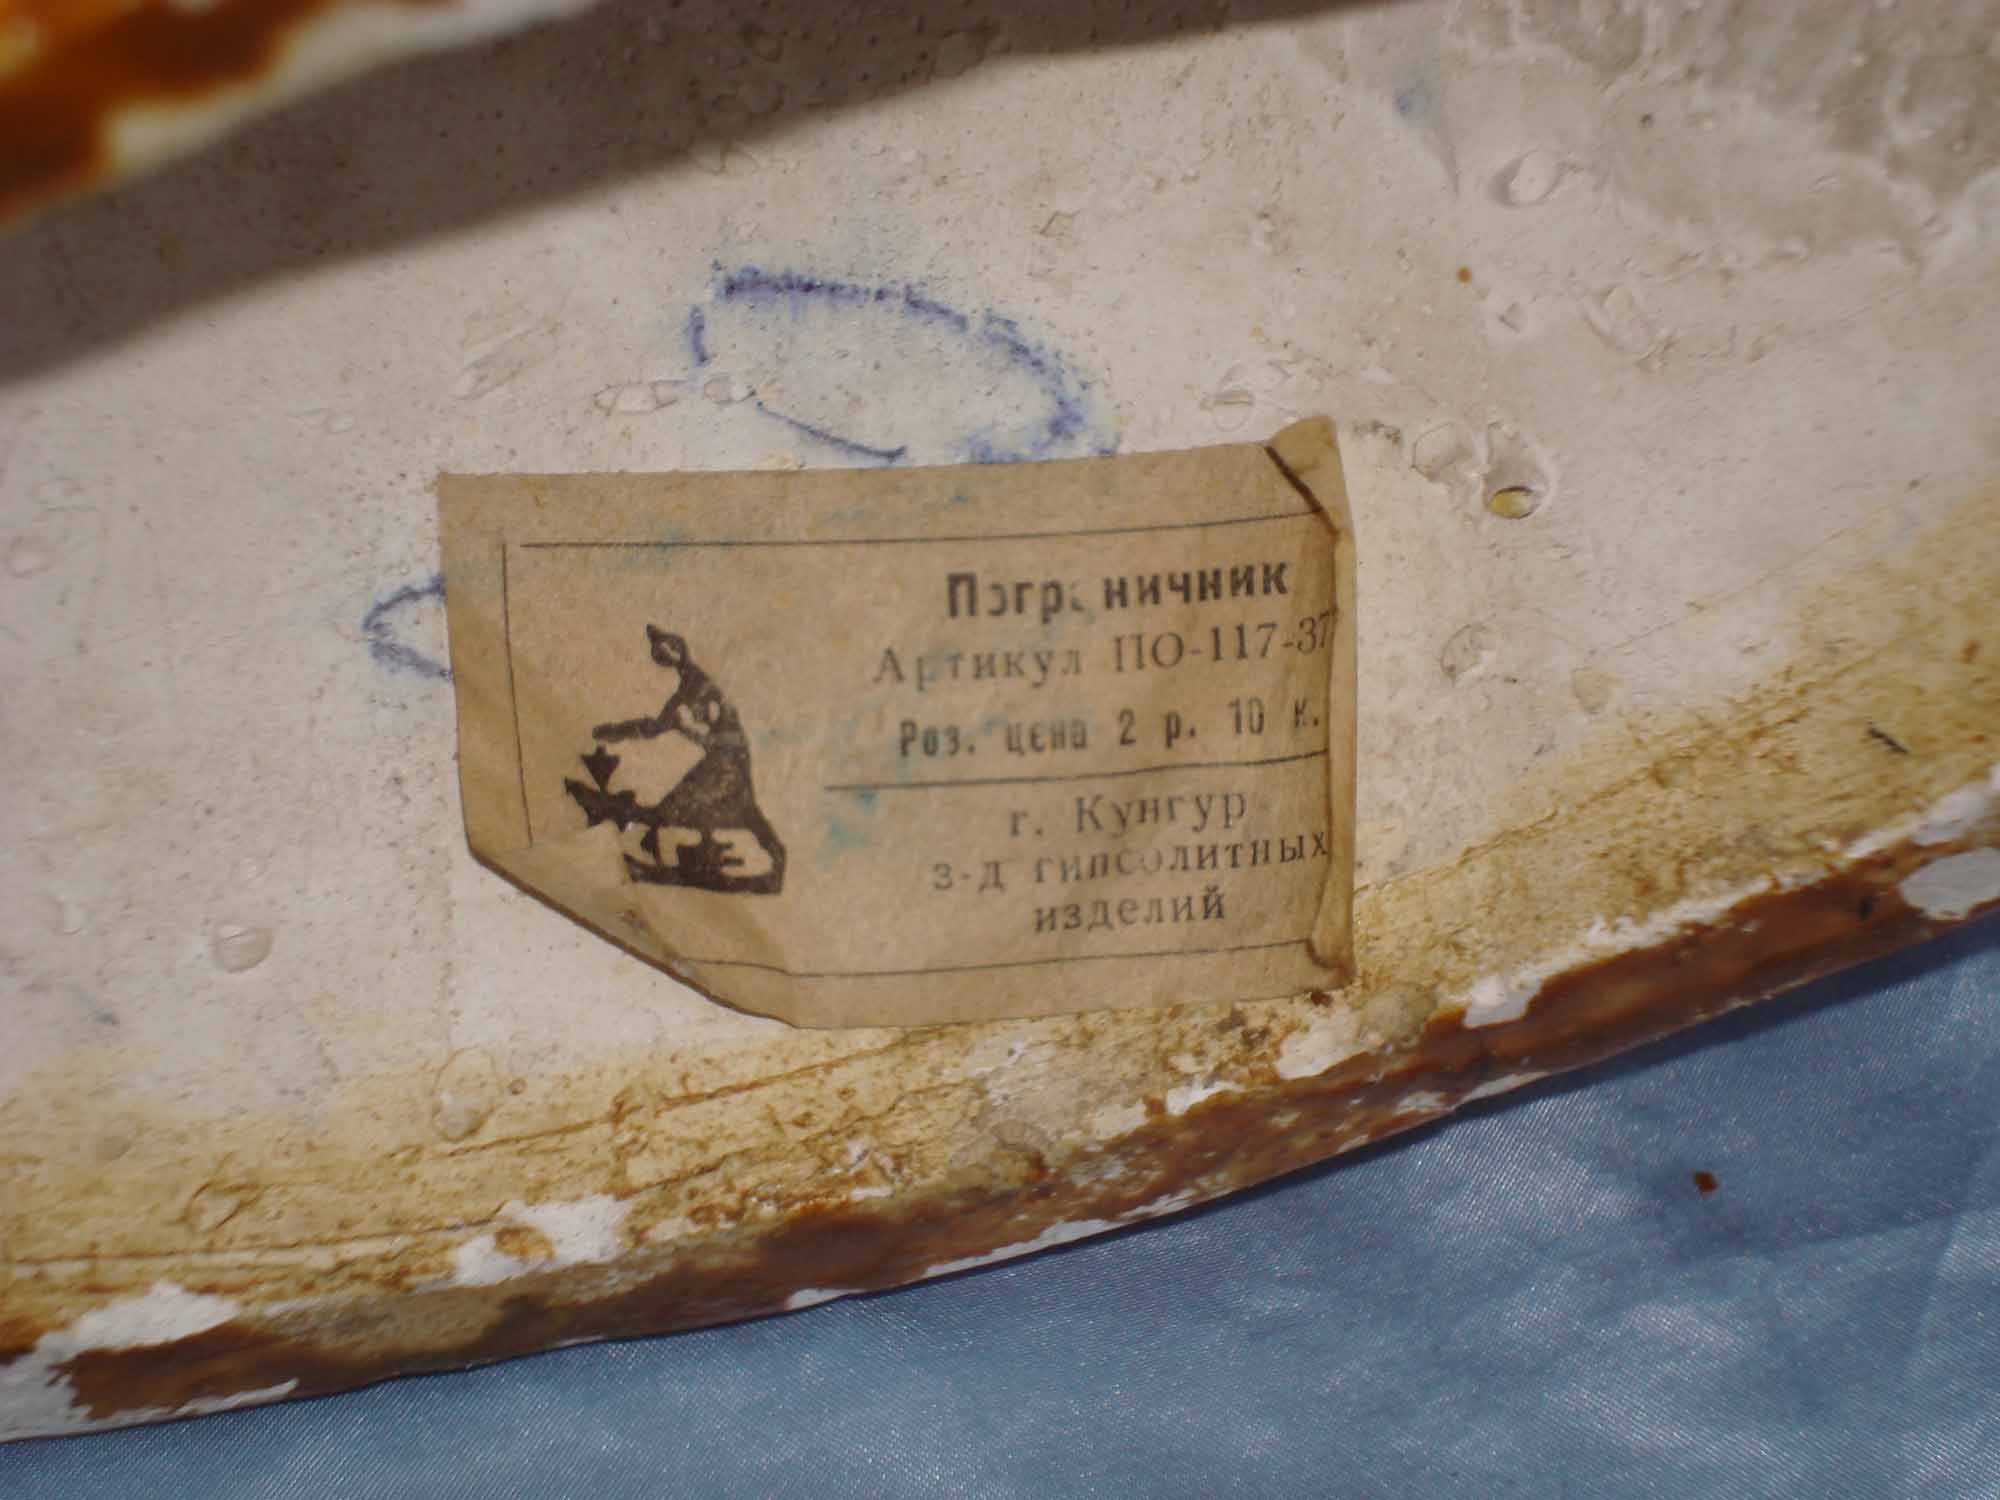 Пограничник
Артикул ПО-117-37
Роз. цена 2 р. 10 к.
г. Кунгур
з-д гипсолитных
изделий
КГЗ